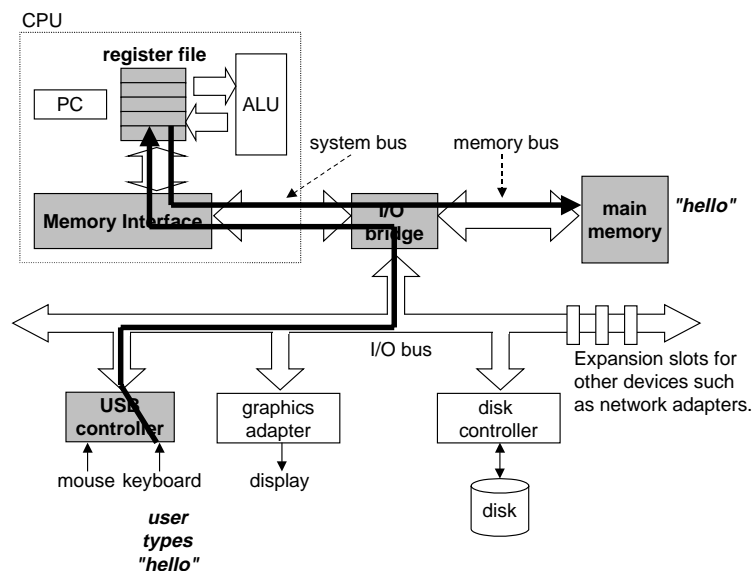 CPU
register file
PC
ALU
system bus
memory bus
Memory Interface
I/O
bridge
main
memory
"hello"
I/O bus
Expansion slots for
other devices such
as network adapters.
USB
controller
graphics
adapter
disk
controller
mouse
keyboard
display
disk
user
types
"hello"